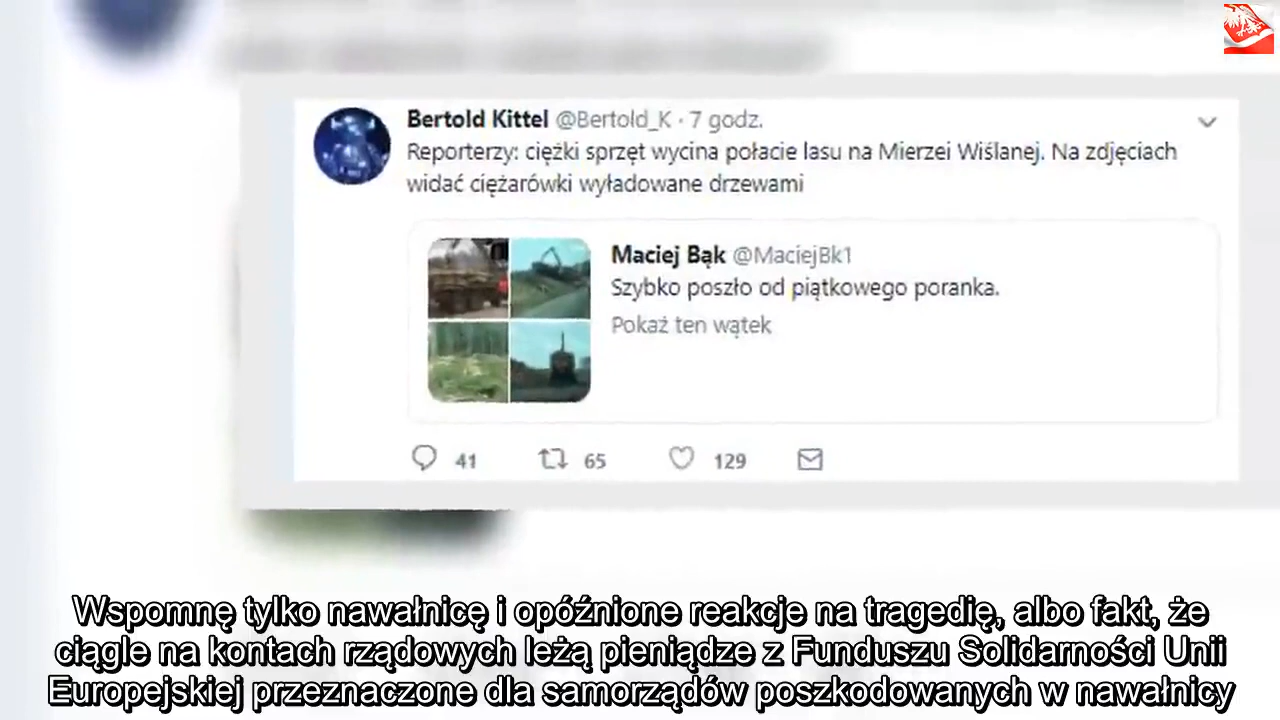 Bertold Kittel @Bertold_K · 7 godz.
Reporterzy: ciężki sprzęt wycina połacie lasu na Mierzei Wiślanej. Na zdjęciach
widać ciężarówki wyładowane drzewami
Maciej Bąk @MaciejBk1
Szybko poszło od piątkowego poranka.
Pokaż ten wątek
41 65 129
Wspomnę tylko nawałnicę i opóźnione reakcje na tragedię, albo fakt, że
ciągle na kontach rządowych leżą pieniądze z Funduszu Solidarności Unii
Europejskiej przeznaczone dla samorządów poszkodowanych w nawałnicy